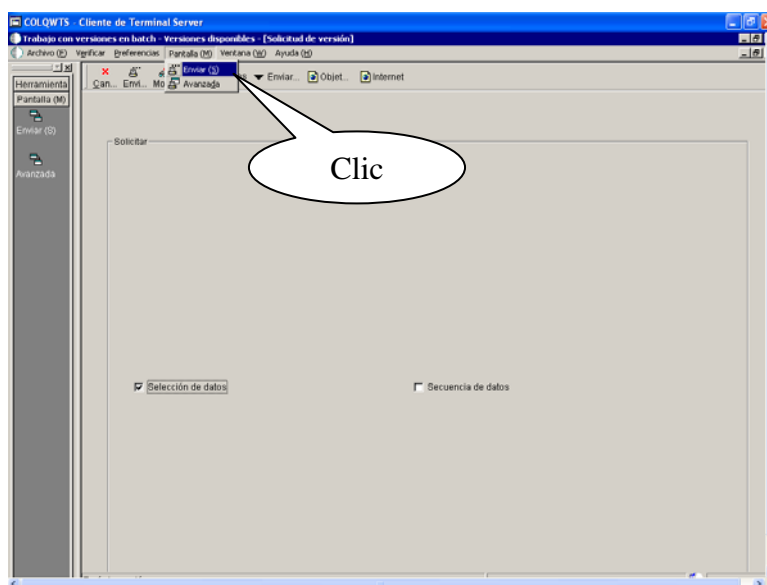 COLQWTS - Cliente de Terminal Server
Trabajo con versiones en batch - Versiones disponibles - [Solicitud de versión]
Archivo (F) Verificar Preferencias Pantalla (M) Ventana (W) Ayuda (H)
Herramienta
Pantalla (M)
Enviar (S)
Avanzada
Can... Envi... Enviar... Objet... Internet
Enviar (S)
Avanzada
Solicitar
Clic
Selección de datos
Secuencia de datos